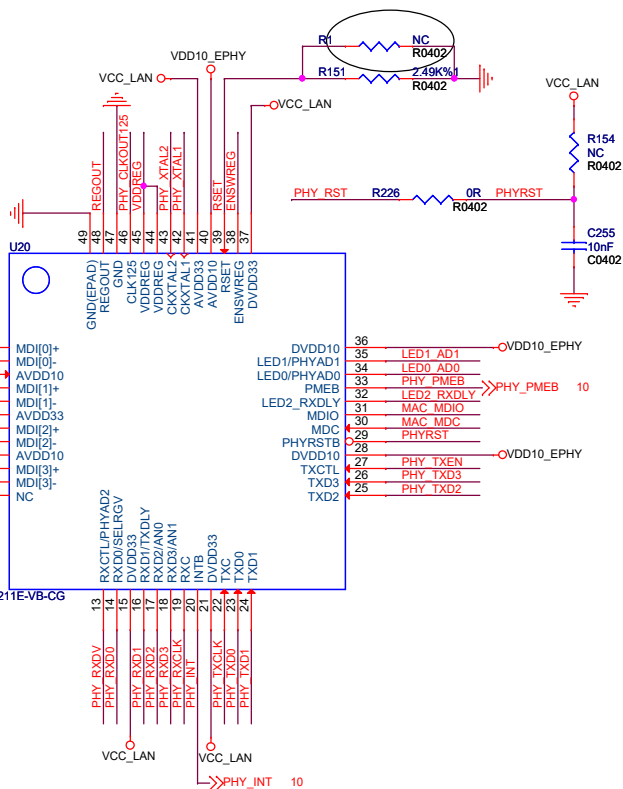 R1
NC
R0402
VDD10_EPHY
VCC_LAN
R151
2.49K%1
R0402
VCC_LAN
VCC_LAN
R154
NC
R0402
PHY_RST
R226
0R
R0402
PHYRST
C255
10nF
C0402
REGOUT
PHY_CLKOUT125
VDDREG
PHY_XTAL2
PHY_XTAL1
RSET
ENSWREG
49
48
47
46
45
44
43
42
41
40
39
38
37
U20
GND(EPAD)
REGOUT
GND
CLK125
VDDREG
VDDREG
CKXTAL2
CKXTAL1
AVDD33
AVDD10
RSET
ENSWREG
DVDD33
MDI[0]+
MDI[0]-
AVDD10
MDI[1]+
MDI[1]-
AVDD33
MDI[2]+
MDI[2]-
AVDD10
MDI[3]+
MDI[3]-
NC
DVDD10 36 VDD10_EPHY
LED1/PHYAD1 35 LED1_AD1
LED0/PHYAD0 34 LED0_AD0
PMEB 33 PHY_PMEB PHY_PMEB 10
LED2_RXDLY 32 LED2_RXDLY
MDIO 31 MAC_MDIO
MDC 30 MAC_MDC
PHYRSTB 29 PHYRST
DVDD10 28 VDD10_EPHY
TXCTL 27 PHY_TXEN
TXD3 26 PHY_TXD3
TXD2 25 PHY_TXD2
RXCTL/PHYAD2
RXD0/SELRGV
DVDD33
RXD1/TXDLY
RXD2/AN0
RXD3/AN1
RXC
INTB
DVDD33
TXC
TXD0
TXD1
211E-VB-CG
13
14
15
16
17
18
19
20
21
22
23
24
PHY_RXDV
PHY_RXD0
PHY_RXD1
PHY_RXD2
PHY_RXD3
PHY_RXCLK
PHY_INT
PHY_TXCLK
PHY_TXD0
PHY_TXD1
VCC_LAN
VCC_LAN
PHY_INT 10